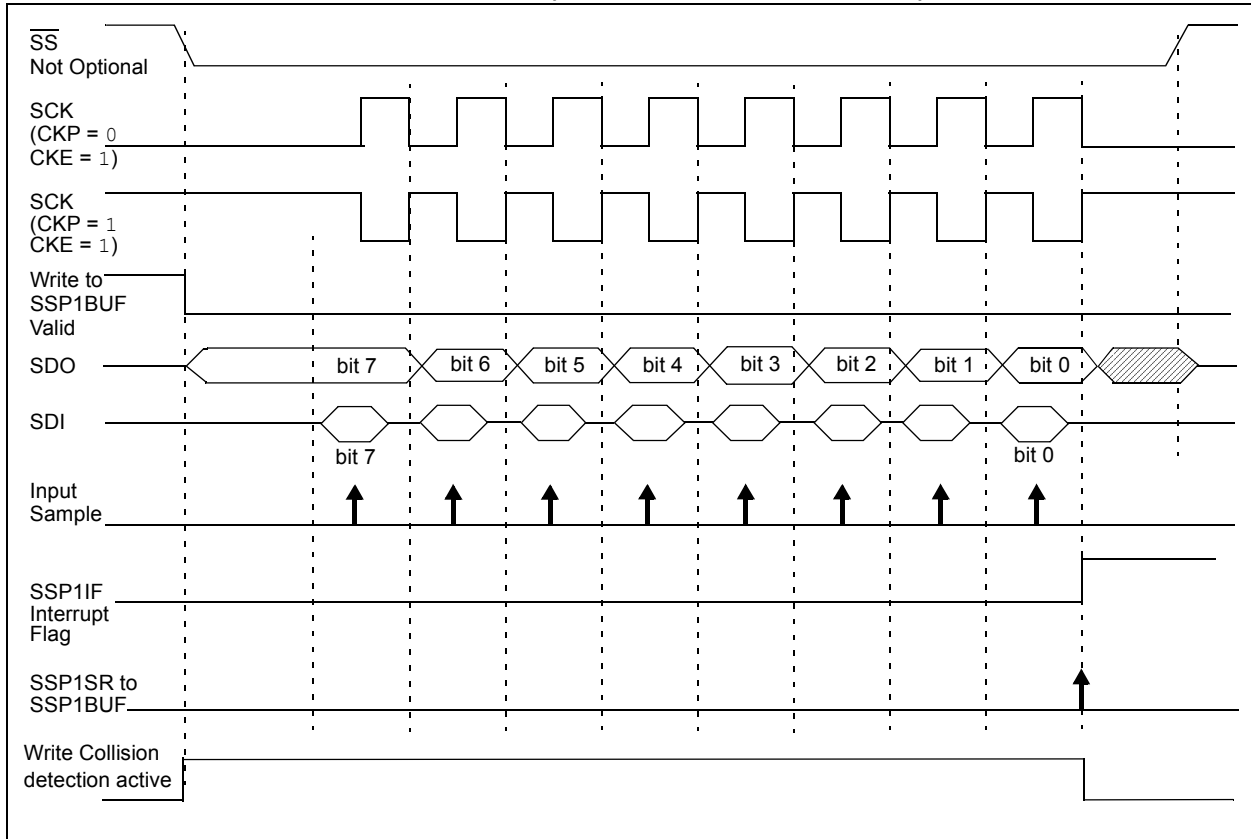 SS
Not Optional
SCK
(CKP = 0
CKE = 1)
SCK
(CKP = 1
CKE = 1)
Write to
SSP1BUF
Valid
SDO
bit 7
bit 6
bit 5
bit 4
bit 3
bit 2
bit 1
bit 0
SDI
bit 7
bit 0
Input
Sample
SSP1IF
Interrupt
Flag
SSP1SR to
SSP1BUF
Write Collision
detection active